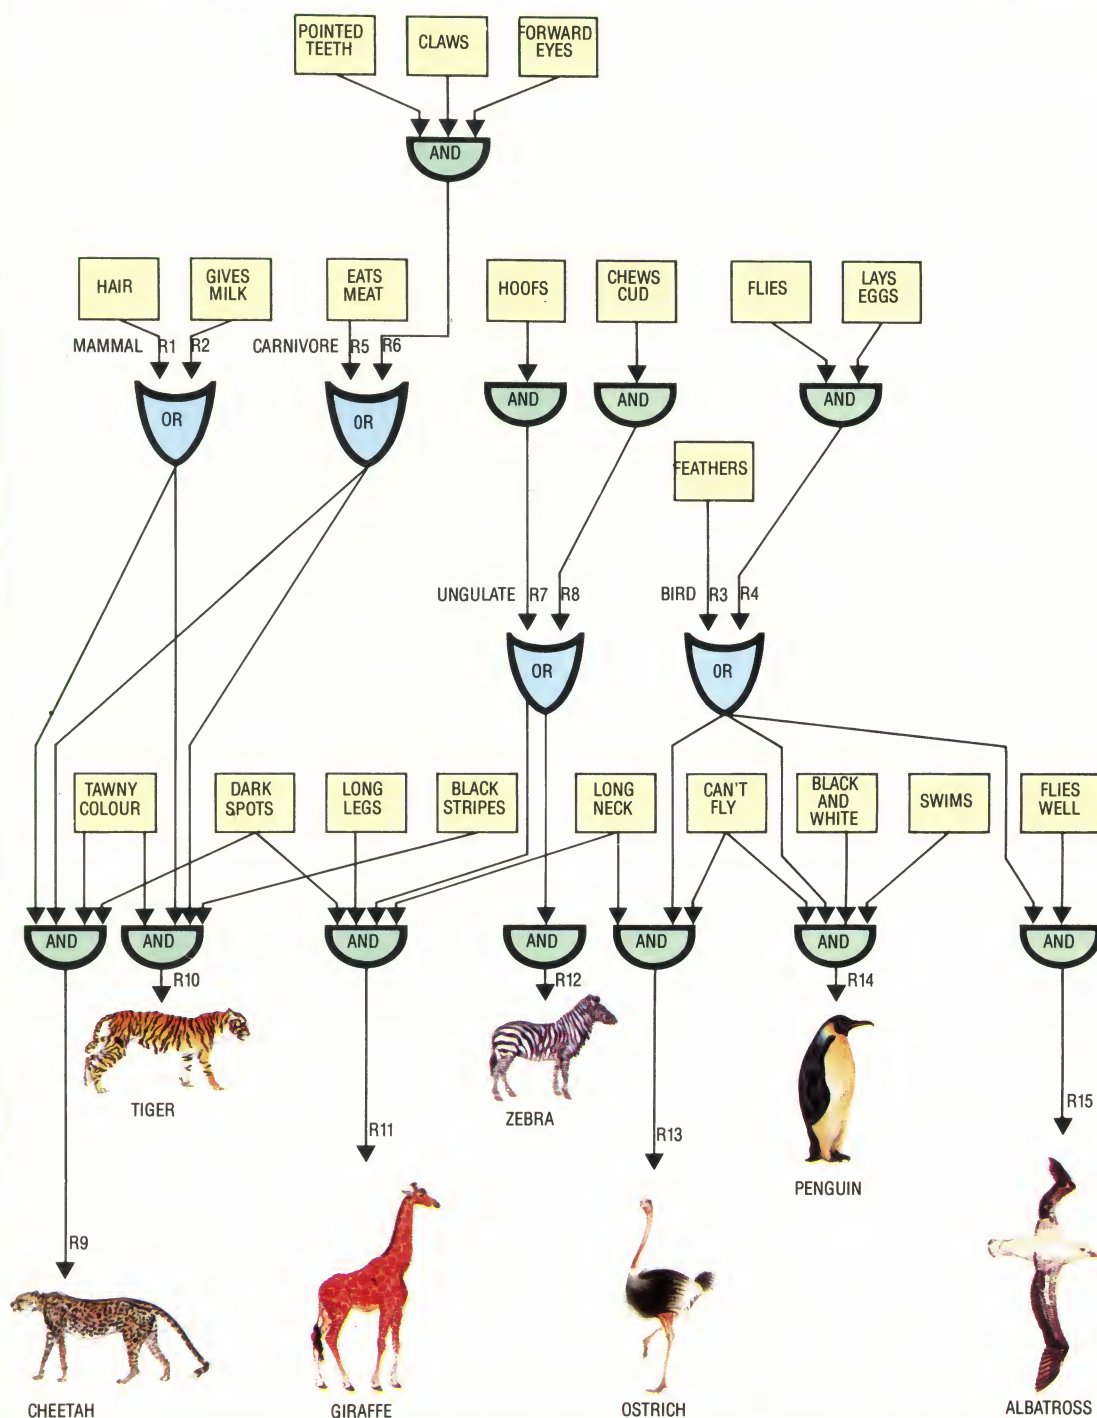 POINTED
TEETH
CLAWS
FORWARD
EYES
AND
HAIR
GIVES
MILK
EATS
MEAT
HOOFS
CHEWS
CUD
FLIES
LAYS
EGGS
MAMMAL R1 R2
CARNIVORE R5 R6
OR
OR
AND
AND
AND
FEATHERS
UNGULATE R7 R8
BIRD R3 R4
OR
OR
TAWNY
COLOUR
DARK
SPOTS
LONG
LEGS
BLACK
STRIPES
LONG
NECK
CAN'T
FLY
BLACK
AND
WHITE
SWIMS
FLIES
WELL
AND
AND
AND
AND
AND
AND
AND
R10
R12
R14
TIGER
ZEBRA
R11
R13
R15
PENGUIN
R9
CHEETAH
GIRAFFE
OSTRICH
ALBATROSS